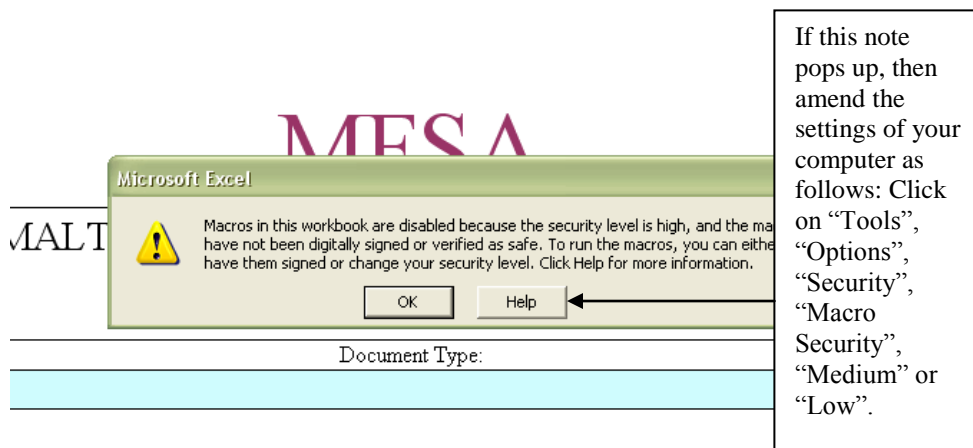 MESA
Microsoft Excel
MALT
Macros in this workbook are disabled because the security level is high, and the ma
have not been digitally signed or verified as safe. To run the macros, you can eithe
have them signed or change your security level. Click Help for more information.
OK
Help
Document Type:
If this note
pops up, then
amend the
settings of your
computer as
follows: Click
on “Tools”,
“Options”,
“Security”,
“Macro
Security”,
“Medium” or
“Low”.